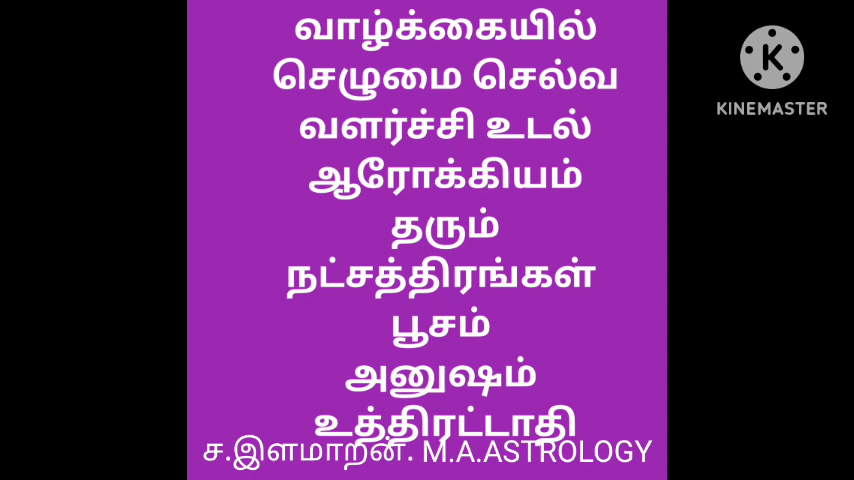 வாழ்க்கையில்
செழுமை செல்வ
வளர்ச்சி உடல்
ஆரோக்கியம்
தரும்
நட்சத்திரங்கள்
பூசம்
அனுஷம்
உத்திரட்டாதி
ச.இளமாறன். M.A.ASTROLOGY
K
KINEMASTER